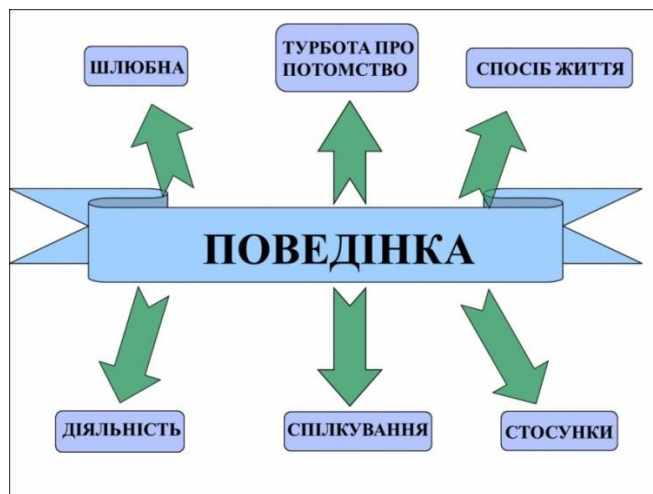 ШЛЮБНА
ТУРБОТА ПРО
ПОТОМСТВО
СПОСІБ ЖИТТЯ
ПОВЕДІНКА
ДІЯЛЬНІСТЬ
СПІЛКУВАННЯ
СТОСУНКИ